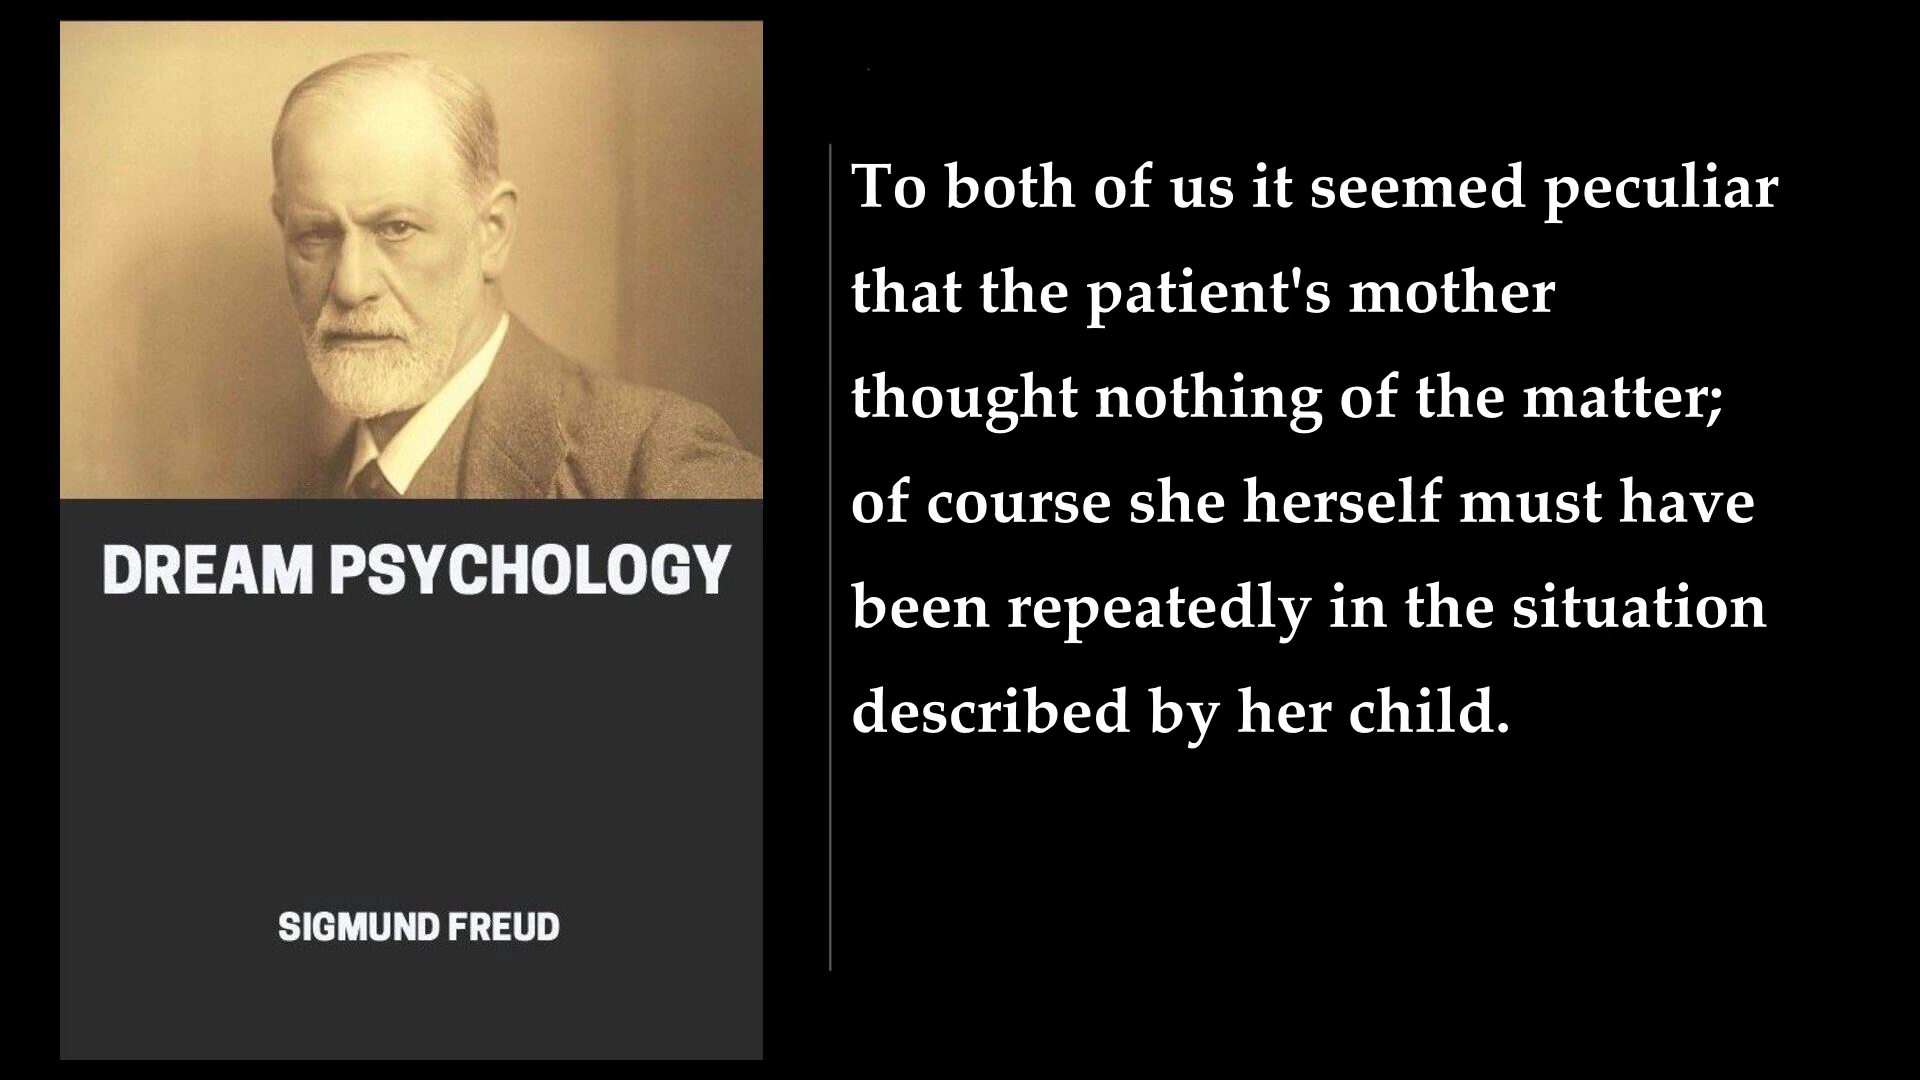 DREAM PSYCHOLOGY
SIGMUND FREUD
To both of us it seemed peculiar
that the patient's mother
thought nothing of the matter;
of course she herself must have
been repeatedly in the situation
described by her child.